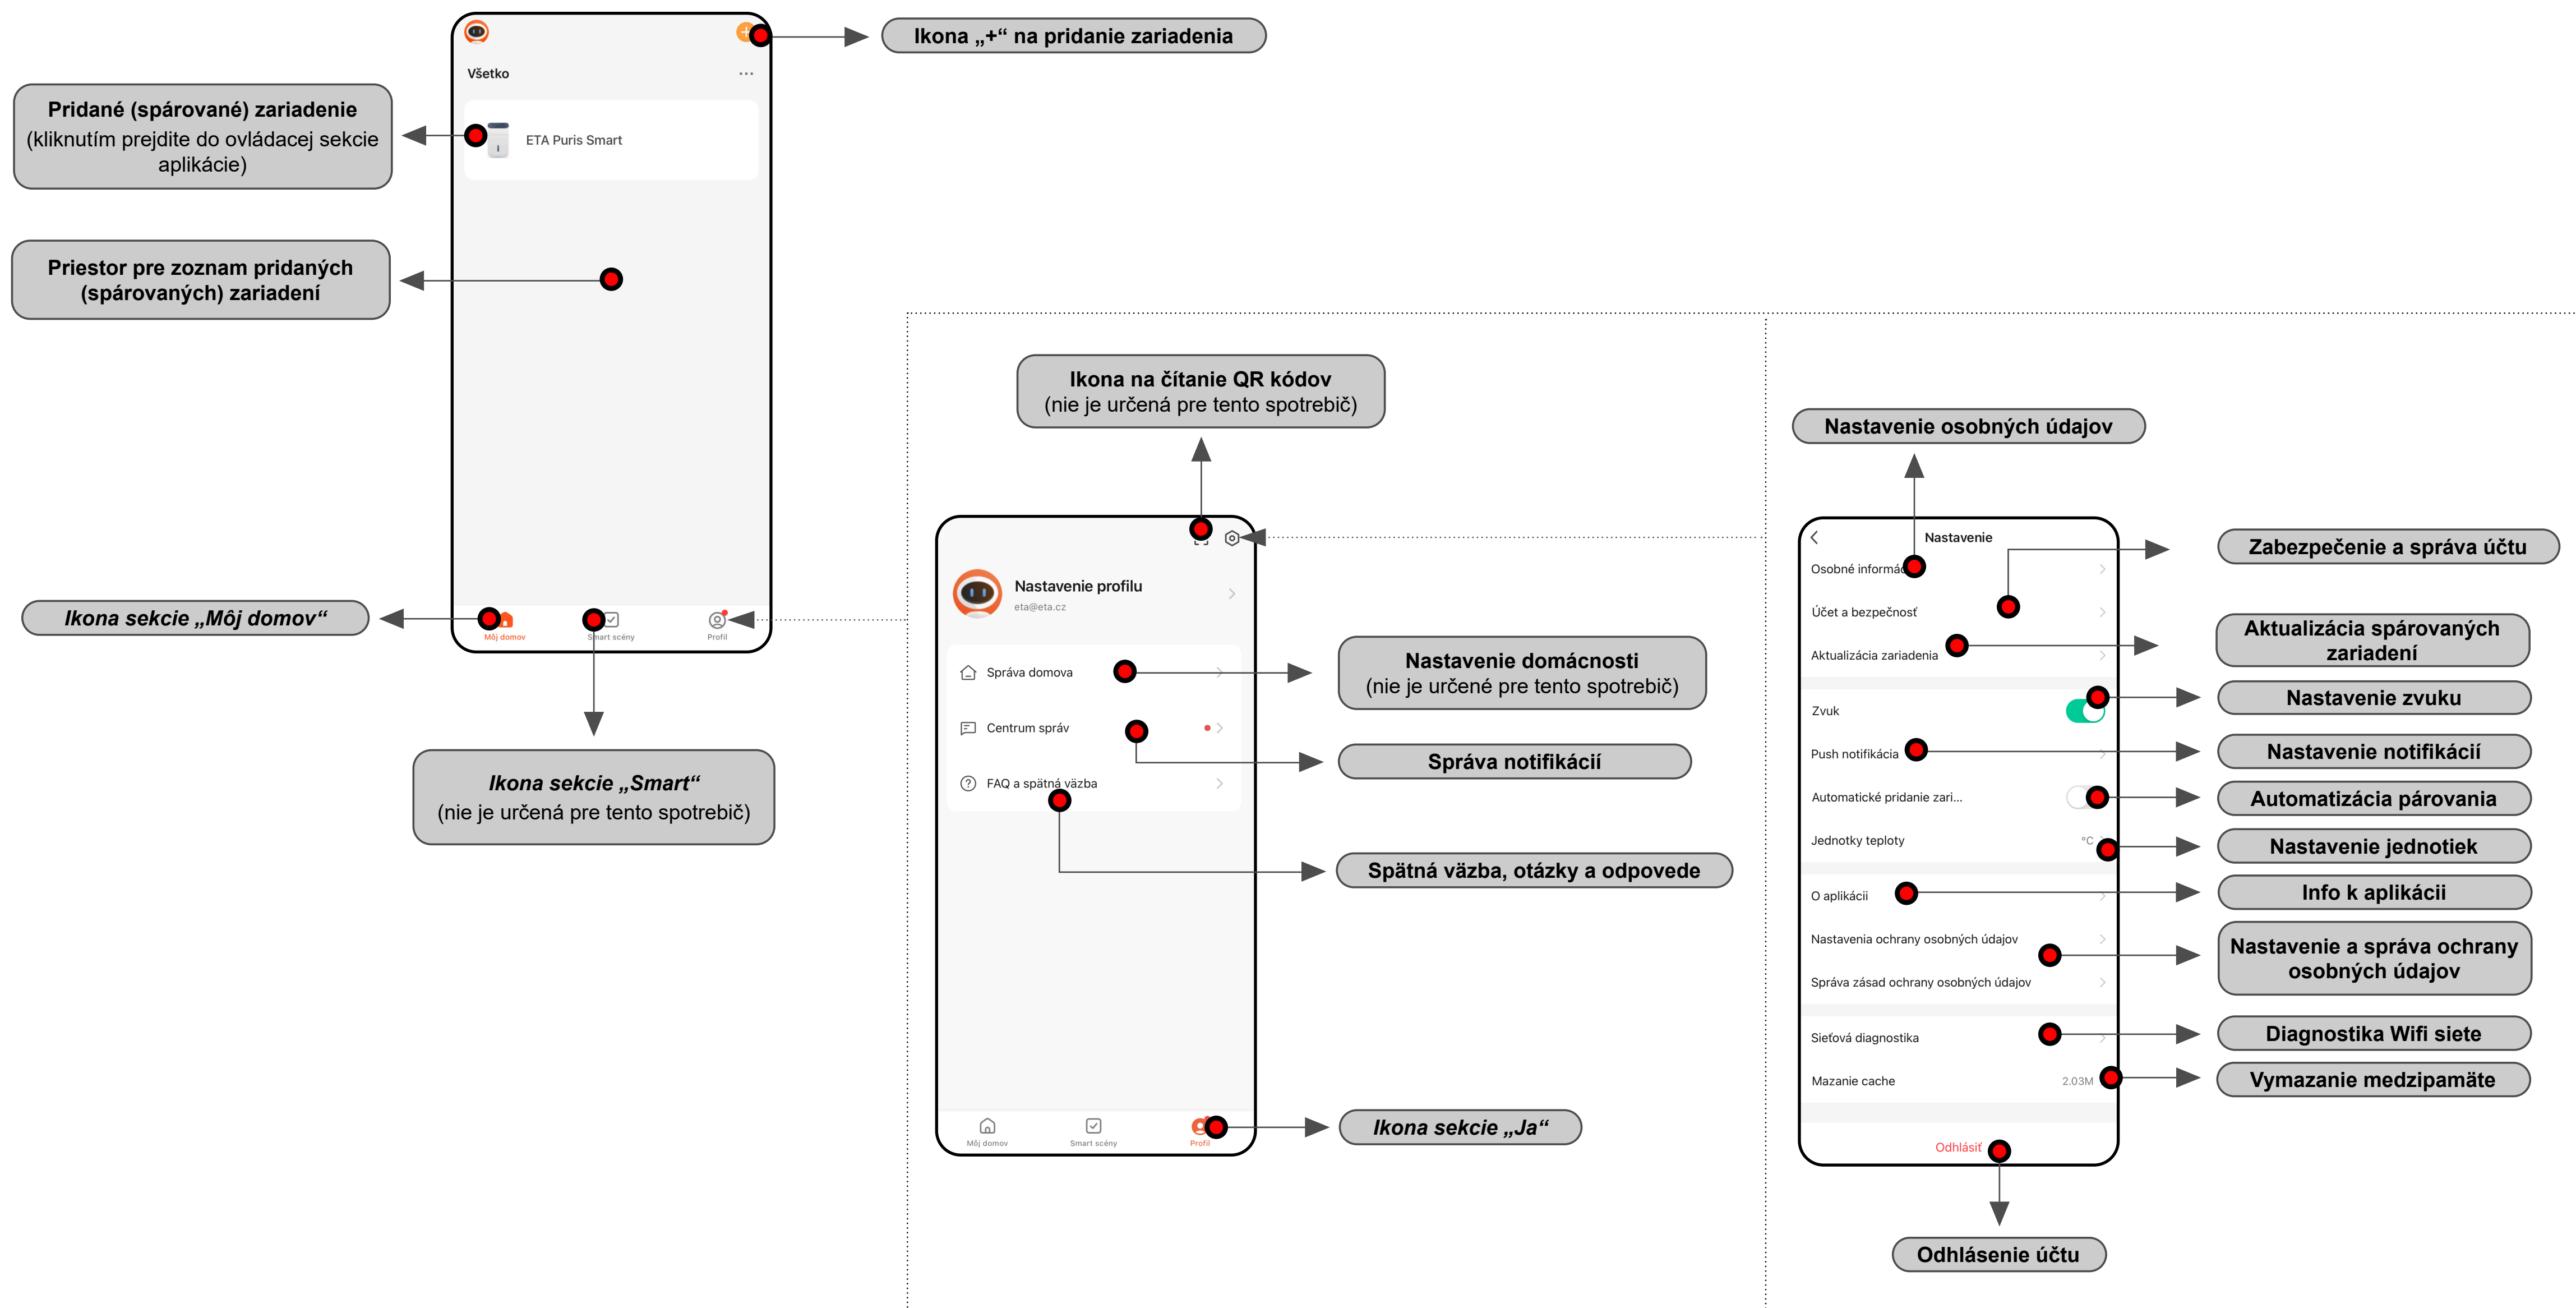 Ikona „+“ na pridanie zariadenia
Všetko
Pridané (spárované) zariadenie
(kliknutím prejdite do ovládacej sekcie
aplikácie)
ETA Puris Smart
Priestor pre zoznam pridaných
(spárovaných) zariadení
Ikona sekcie „Môj domov“
Môj domov
Smart scény
Profil
Ikona sekcie „Smart“
(nie je určená pre tento spotrebič)
Ikona na čítanie QR kódov
(nie je určená pre tento spotrebič)
Nastavenie profilu
eta@eta.cz
Správa domova
Nastavenie domácnosti
(nie je určené pre tento spotrebič)
Centrum správ
Správa notifikácií
FAQ a spätná väzba
Spätná väzba, otázky a odpovede
Môj domov
Smart scény
Profil
Ikona sekcie „Ja“
Nastavenie osobných údajov
Nastavenie
Osobné informác
Zabezpečenie a správa účtu
Účet a bezpečnosť
Aktualizácia zariadenia
Aktualizácia spárovaných
zariadení
Zvuk
Nastavenie zvuku
Push notifikácia
Nastavenie notifikácií
Automatické pridanie zari...
Automatizácia párovania
Jednotky teploty
°C
Nastavenie jednotiek
O aplikácii
Info k aplikácii
Nastavenia ochrany osobných údajov
Nastavenie a správa ochrany
osobných údajov
Správa zásad ochrany osobných údajov
Sieťová diagnostika
Diagnostika Wifi siete
Mazanie cache
2.03M
Vymazanie medzipamäte
Odhlásiť
Odhlásenie účtu